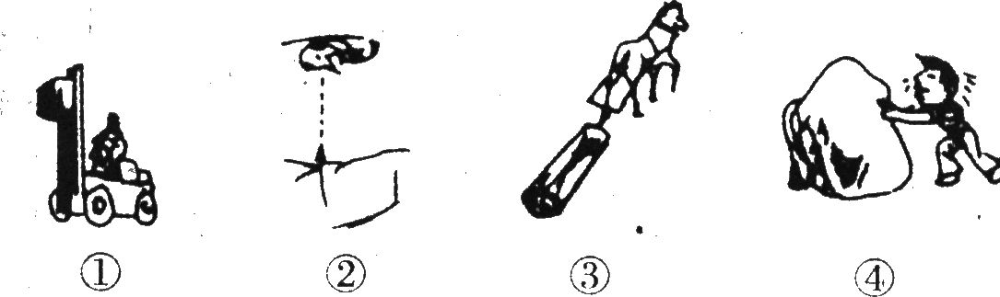 ① ② ③ ④